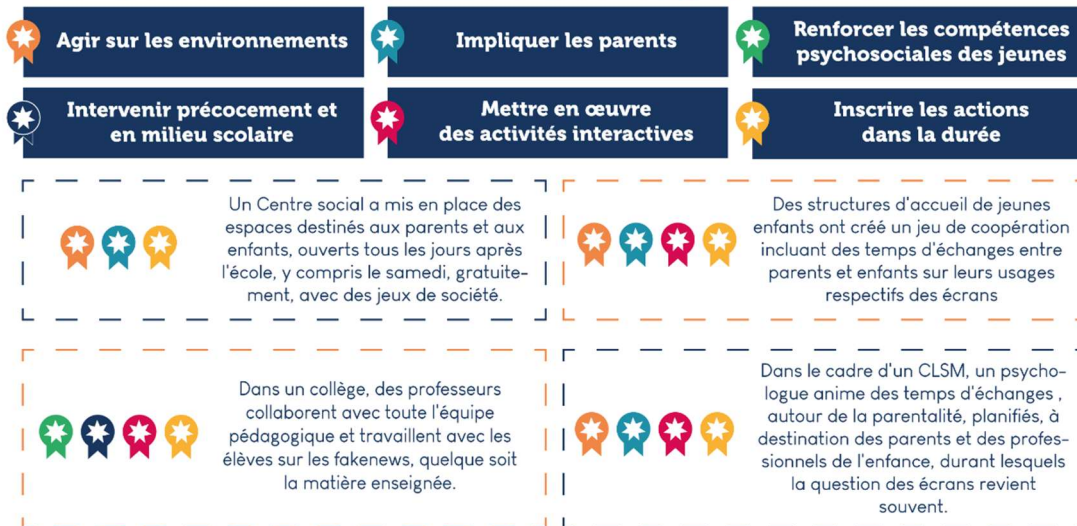 Agir sur les environnements
Impliquer les parents
Renforcer les compétences
psychosociales des jeunes
Intervenir précocement et
en milieu scolaire
Mettre en œuvre
des activités interactives
Inscrire les actions
dans la durée
Un Centre social a mis en place des
espaces destinés aux parents et aux
enfants, ouverts tous les jours après
l'école, y compris le samedi, gratuite-
ment, avec des jeux de société.
Des structures d'accueil de jeunes
enfants ont créé un jeu de coopération
incluant des temps d'échanges entre
parents et enfants sur leurs usages
respectifs des écrans
Dans un collège, des professeurs
collaborent avec toute l'équipe
pédagogique et travaillent avec les
élèves sur les fakenews, quelque soit
la matière enseignée.
Dans le cadre d'un CLSM, un psycho-
logue anime des temps d'échanges ,
autour de la parentalité, planifiés, à
destination des parents et des profes-
sionnels de l'enfance, durant lesquels
la question des écrans revient
souvent.